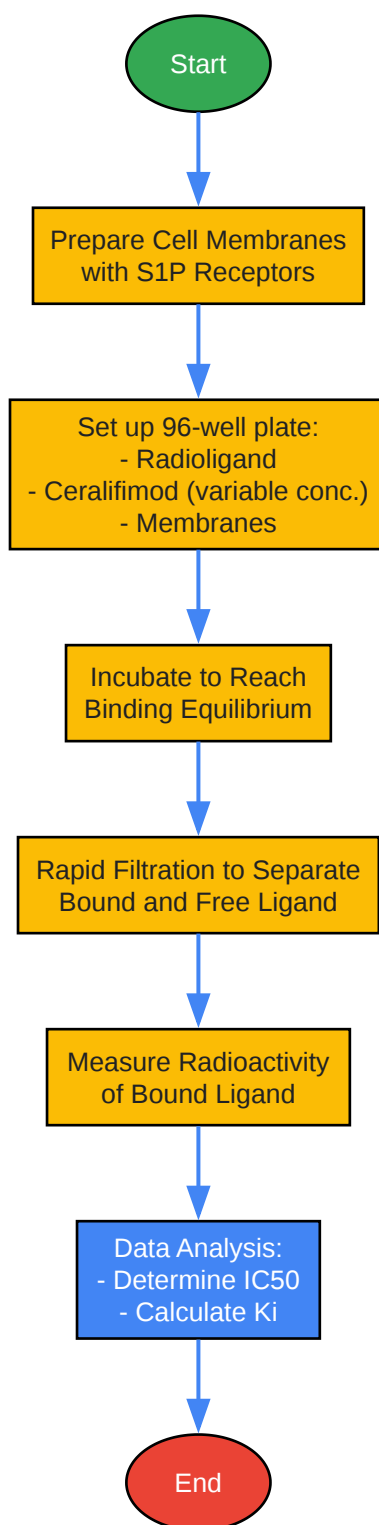 Start
Prepare Cell Membranes
with S1P Receptors
Set up 96-well plate:
- Radioligand
- Ceralifimod (variable conc.)
- Membranes
Incubate to Reach
Binding Equilibrium
Rapid Filtration to Separate
Bound and Free Ligand
Measure Radioactivity
of Bound Ligand
Data Analysis:
- Determine IC50
- Calculate Ki
End